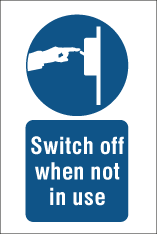 Switch off
when not
in use